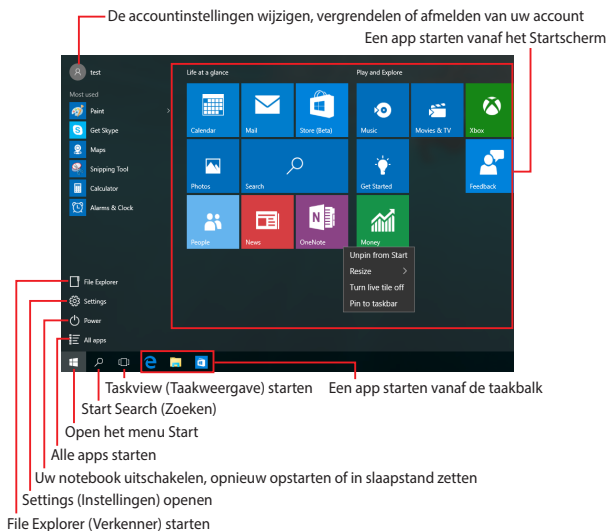 De accountinstellingen wijzigen, vergrendelen of afmelden van uw account
Een app starten vanaf het Startscherm
test
Life at a glance
Play and Explore
Most used
Paint
Get Skype
Maps
Snipping Tool
Calculator
Alarms & Clock
Calendar
Mail
Store (Beta)
Music
Movies & TV
Xbox
Photos
Search
Get Started
Feedback
People
News
OneNote
Money
N
Unpin from Start
Resize
Turn live tile off
Pin to taskbar
File Explorer
Settings
Power
All apps
Taskview (Taakweergave) starten
Een app starten vanaf de taakbalk
Start Search (Zoeken)
Open het menu Start
Alle apps starten
Uw notebook uitschakelen, opnieuw opstarten of in slaapstand zetten
Settings (Instellingen) openen
File Explorer (Verkenner) starten